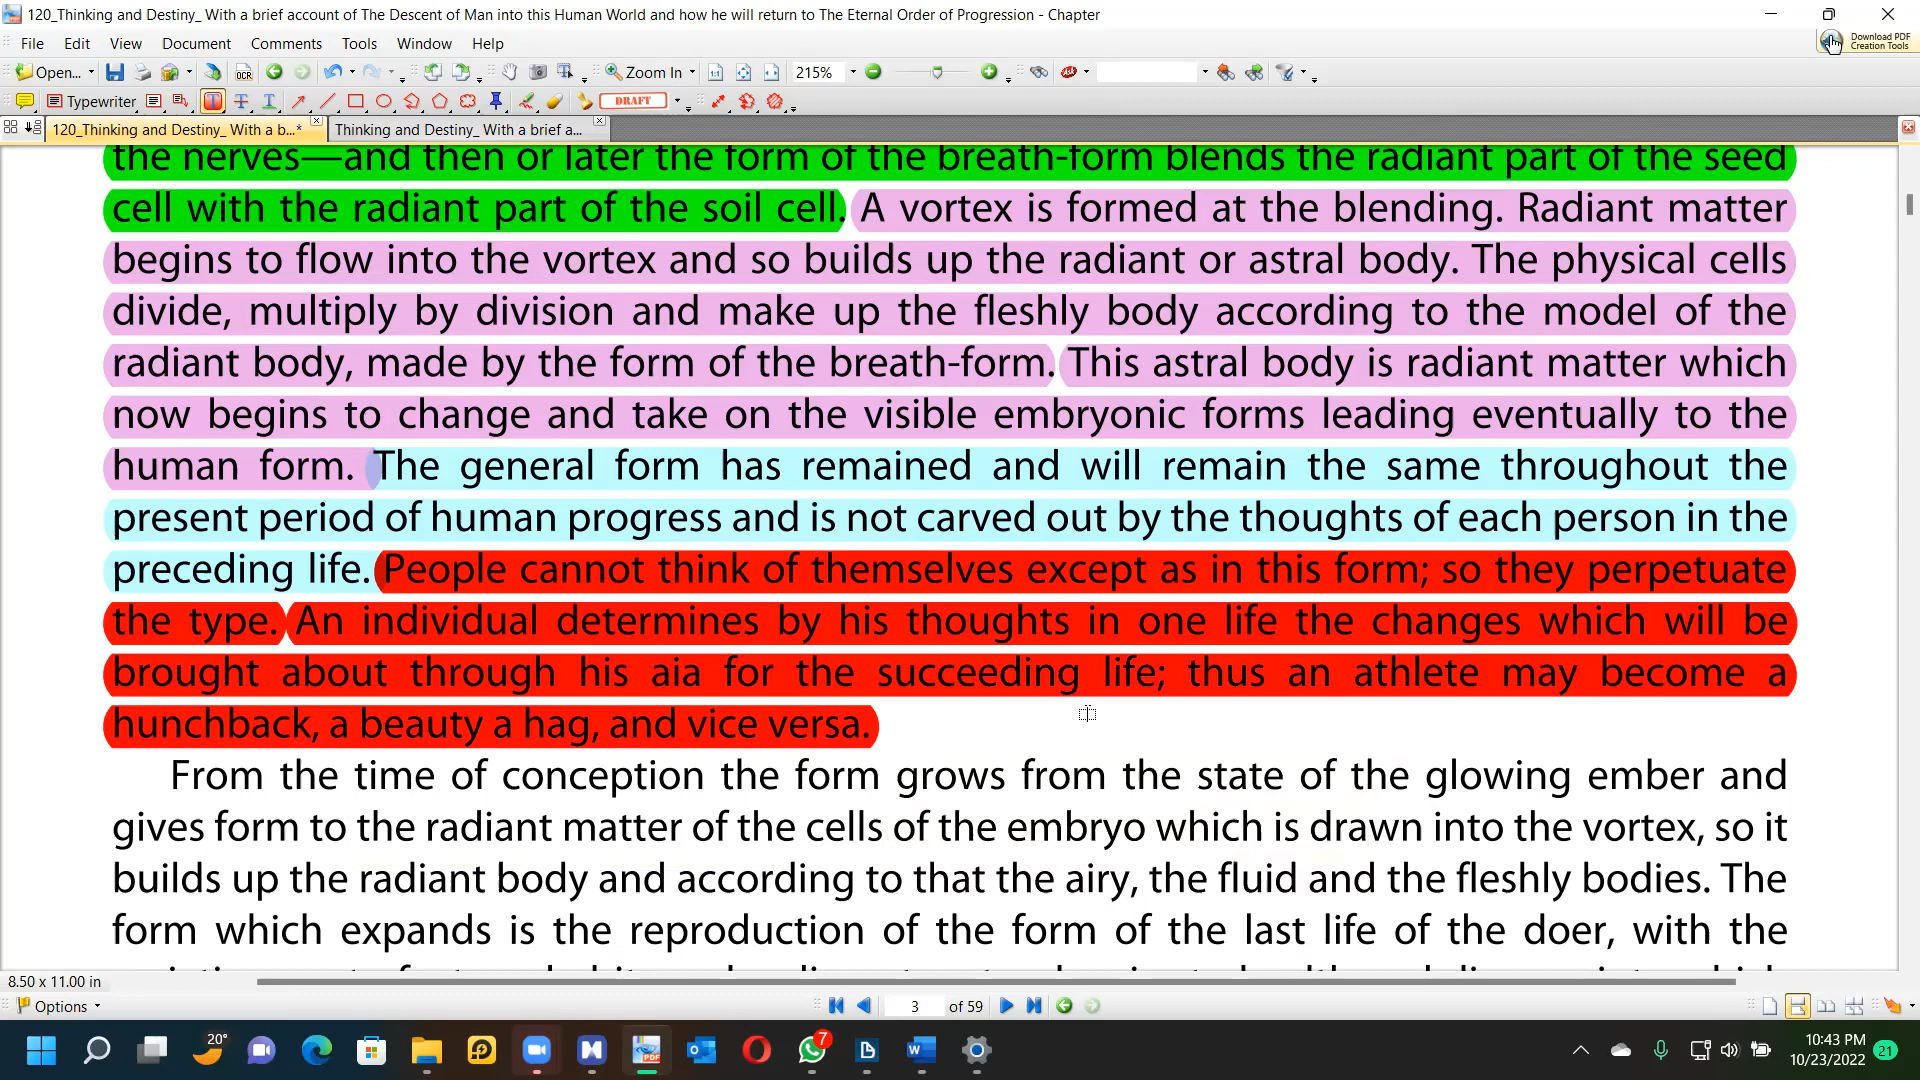 120_Thinking and Destiny_ With a brief account of The Descent of Man into this Human World and how he will return to The Eternal Order of Progression - Chapter
File Edit View Document Comments Tools Window Help
Download PDF
Creation Tools
Open... OCR Zoom In 215%
Typewriter DRAFT
120_Thinking and Destiny_ With a b...* Thinking and Destiny_ With a brief a...
the nerves—and then or later the form of the breath-form blends the radiant part of the seed
cell with the radiant part of the soil cell. A vortex is formed at the blending. Radiant matter
begins to flow into the vortex and so builds up the radiant or astral body. The physical cells
divide, multiply by division and make up the fleshly body according to the model of the
radiant body, made by the form of the breath-form. This astral body is radiant matter which
now begins to change and take on the visible embryonic forms leading eventually to the
human form. The general form has remained and will remain the same throughout the
present period of human progress and is not carved out by the thoughts of each person in the
preceding life. People cannot think of themselves except as in this form; so they perpetuate
the type. An individual determines by his thoughts in one life the changes which will be
brought about through his aia for the succeeding life; thus an athlete may become a
hunchback, a beauty a hag, and vice versa.
From the time of conception the form grows from the state of the glowing ember and
gives form to the radiant matter of the cells of the embryo which is drawn into the vortex, so it
builds up the radiant body and according to that the airy, the fluid and the fleshly bodies. The
form which expands is the reproduction of the form of the last life of the doer, with the
8.50 x 11.00 in
Options 3 of 59
20° 7 10:43 PM
10/23/2022 21